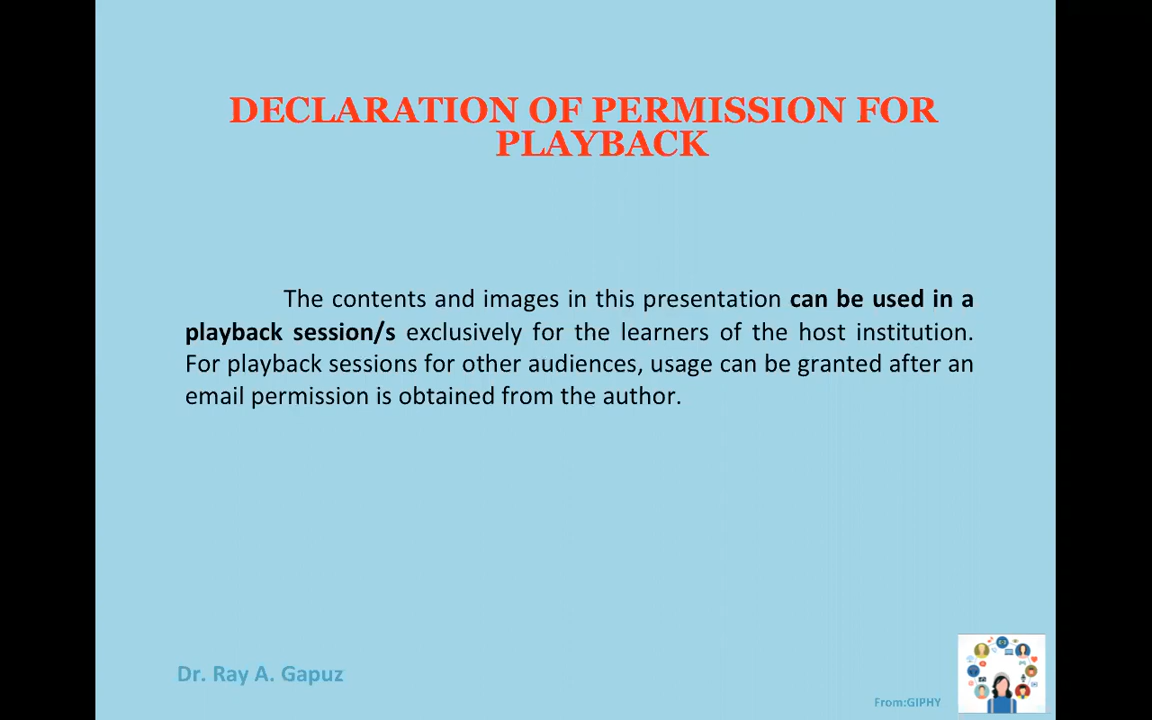 DECLARATION OF PERMISSION FOR
PLAYBACK
The contents and images in this presentation can be used in a
playback session/s exclusively for the learners of the host institution.
For playback sessions for other audiences, usage can be granted after an
email permission is obtained from the author.
Dr. Ray A. Gapuz
From:GIPHY